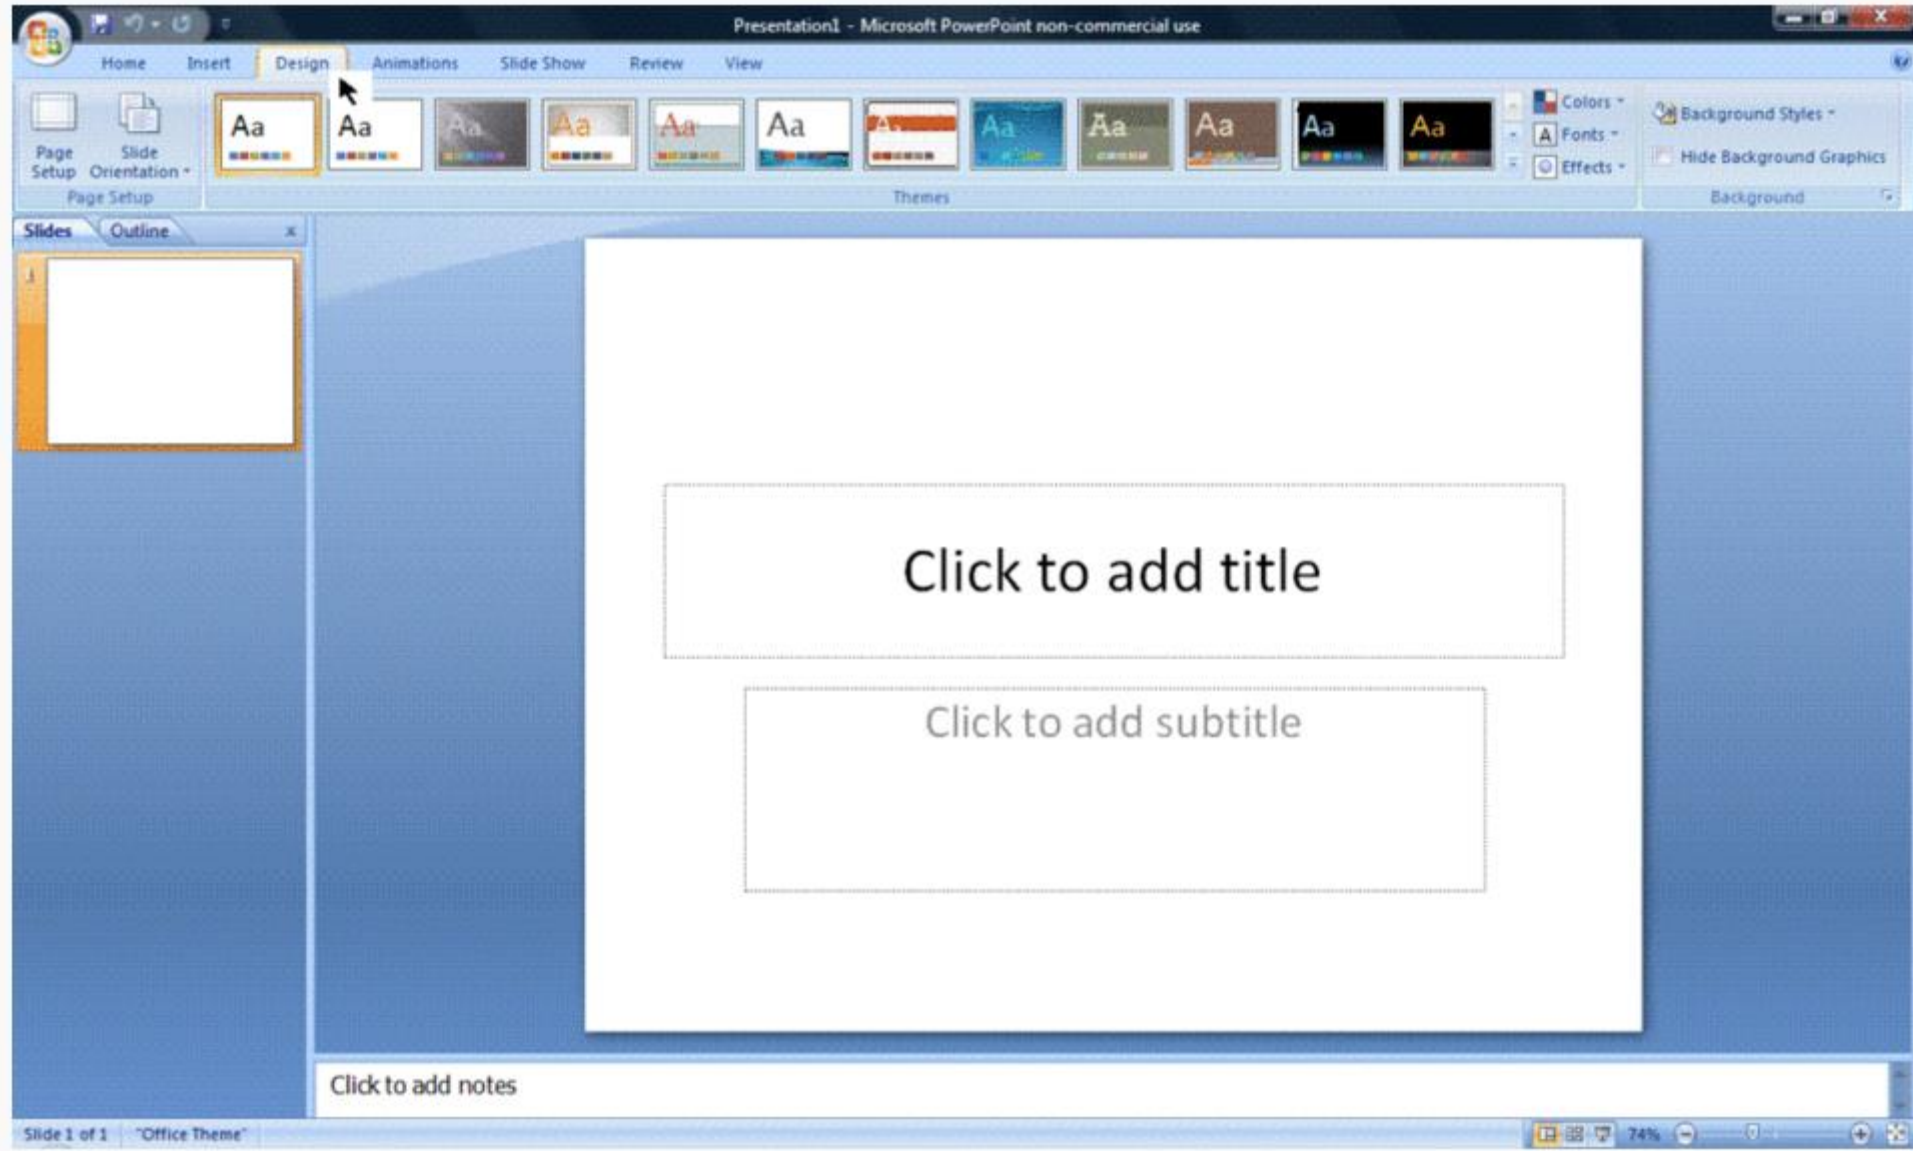 Presentation1 - Microsoft PowerPoint non-commercial use
Home Insert Design Animations Slide Show Review View
Page Setup
Slide Orientation
Aa Aa Aa Aa Aa Aa A Aa Aa Aa Aa Aa
Colors
Fonts
Effects
Background Styles
Hide Background Graphics
Page Setup Themes Background
Slides Outline
1
Click to add title
Click to add subtitle
Click to add notes
Slide 1 of 1 "Office Theme" 74%